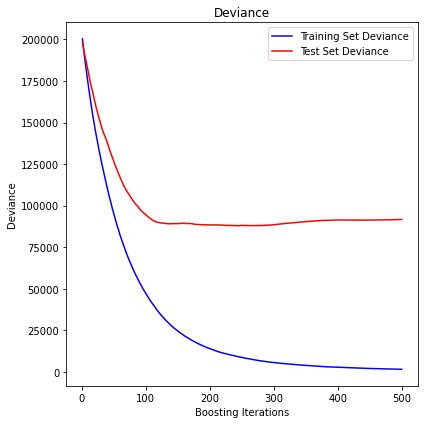 Deviance
Training Set Deviance
Test Set Deviance
200000
175000
150000
125000
100000
75000
50000
25000
0
Deviance
0 100 200 300 400 500
Boosting Iterations